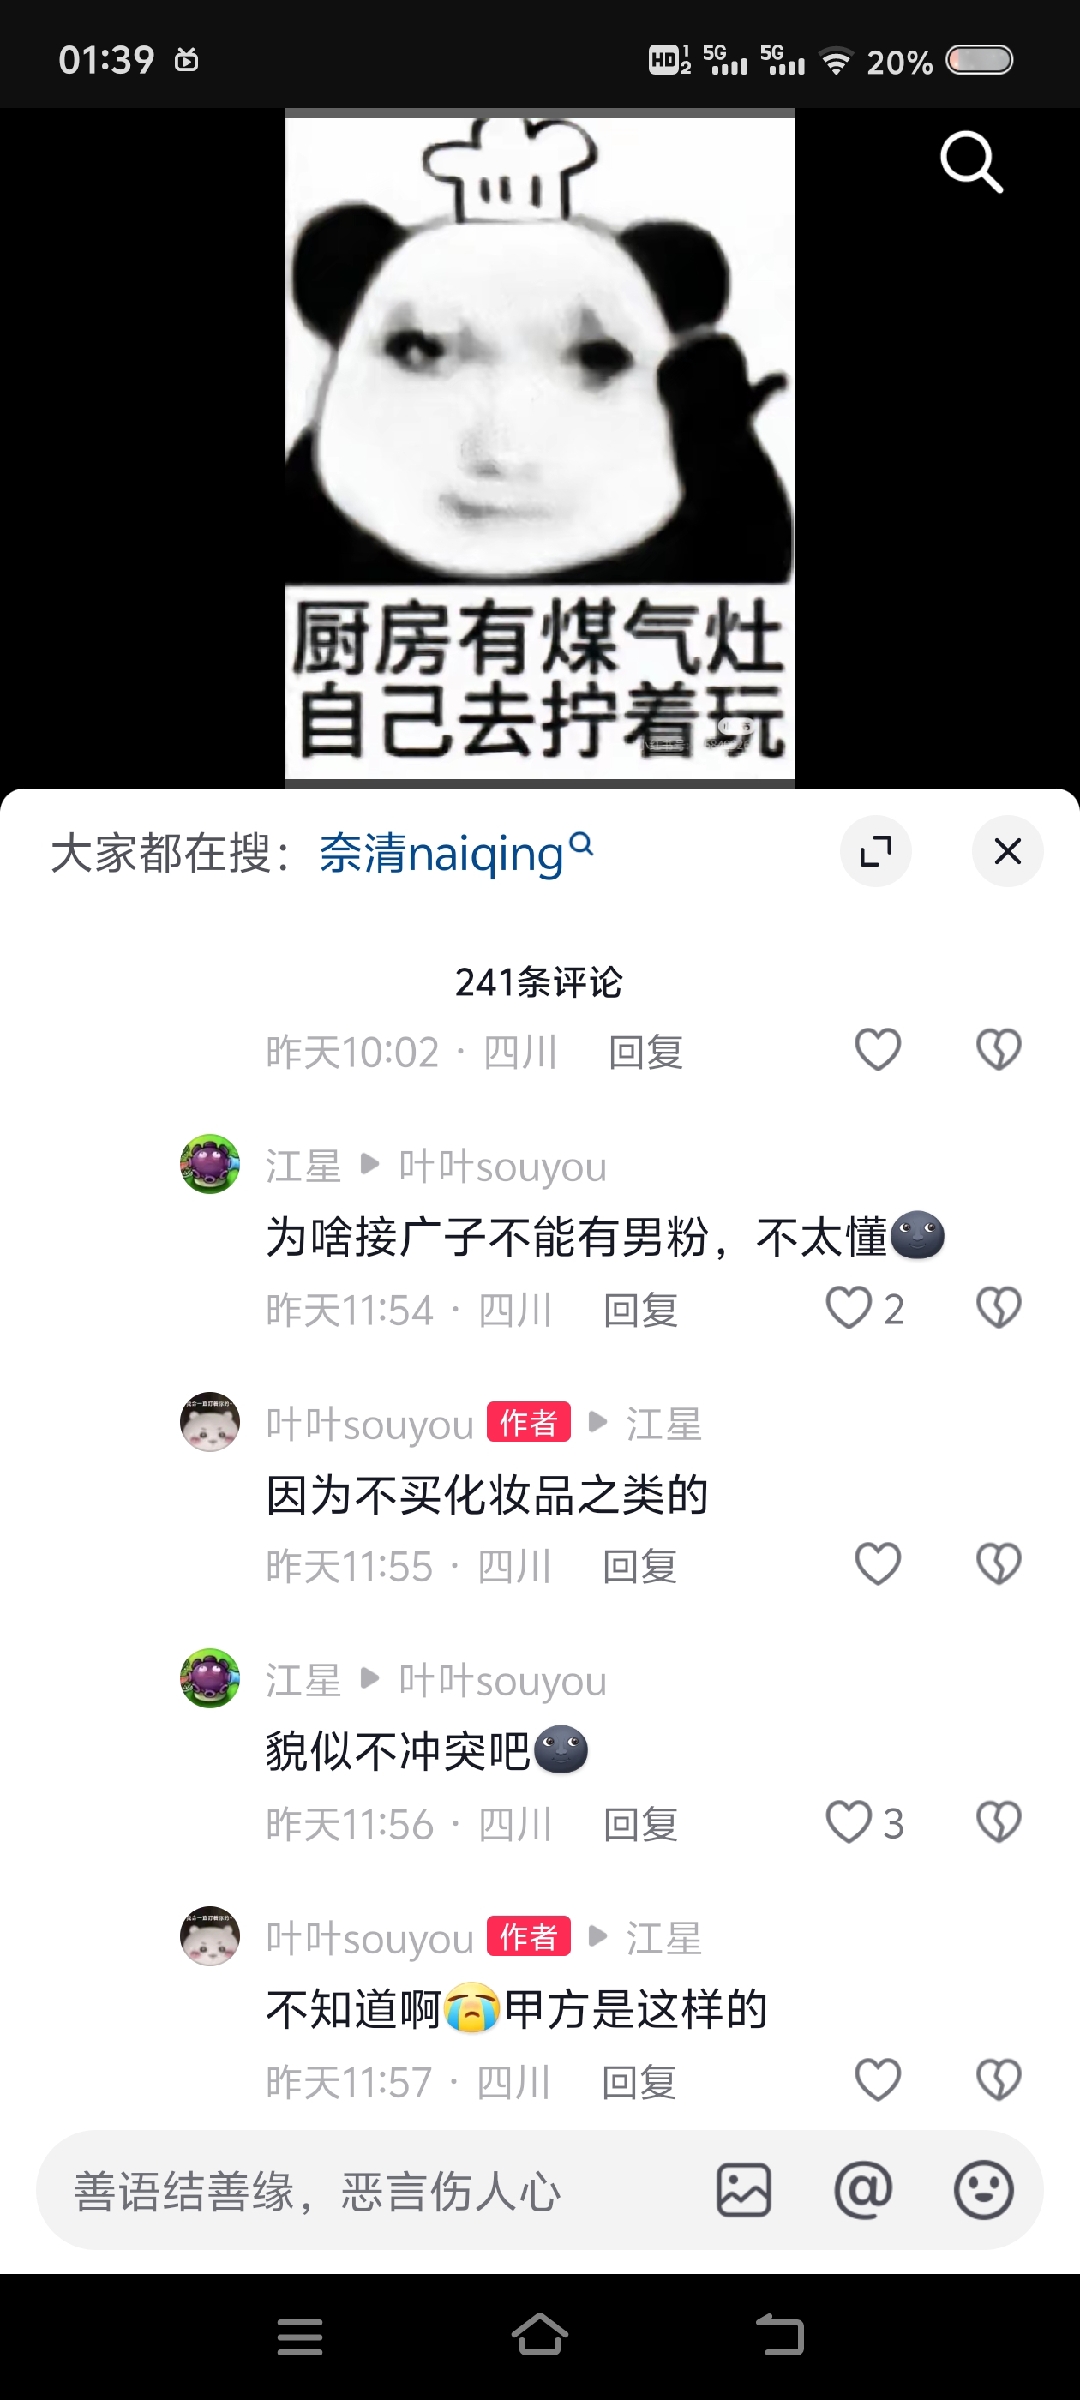 01:39
HD 1 2 5G 5G 20%
厨房有煤气灶
自己去拧着玩
大家都在搜：奈清naiqing
241条评论
昨天10:02 · 四川 回复
江星 ▶ 叶叶souyou
为啥接广子不能有男粉，不太懂🌚
昨天11:54 · 四川 回复 2
叶叶souyou 作者 ▶ 江星
因为不买化妆品之类的
昨天11:55 · 四川 回复
江星 ▶ 叶叶souyou
貌似不冲突吧🌚
昨天11:56 · 四川 回复 3
叶叶souyou 作者 ▶ 江星
不知道啊😭甲方是这样的
昨天11:57 · 四川 回复
善语结善缘，恶言伤人心